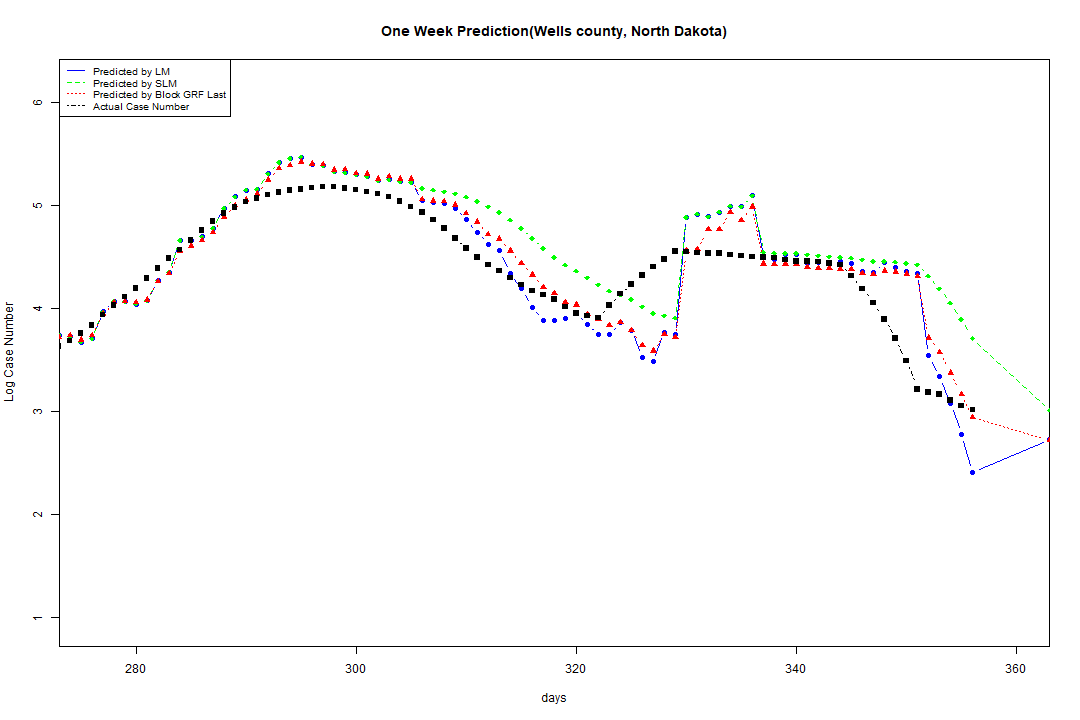 One Week Prediction(Wells county, North Dakota)
Predicted by LM
Predicted by SLM
Predicted by Block GRF Last
Actual Case Number
6
5
4
3
2
1
Log Case Number
280 300 320 340 360
days